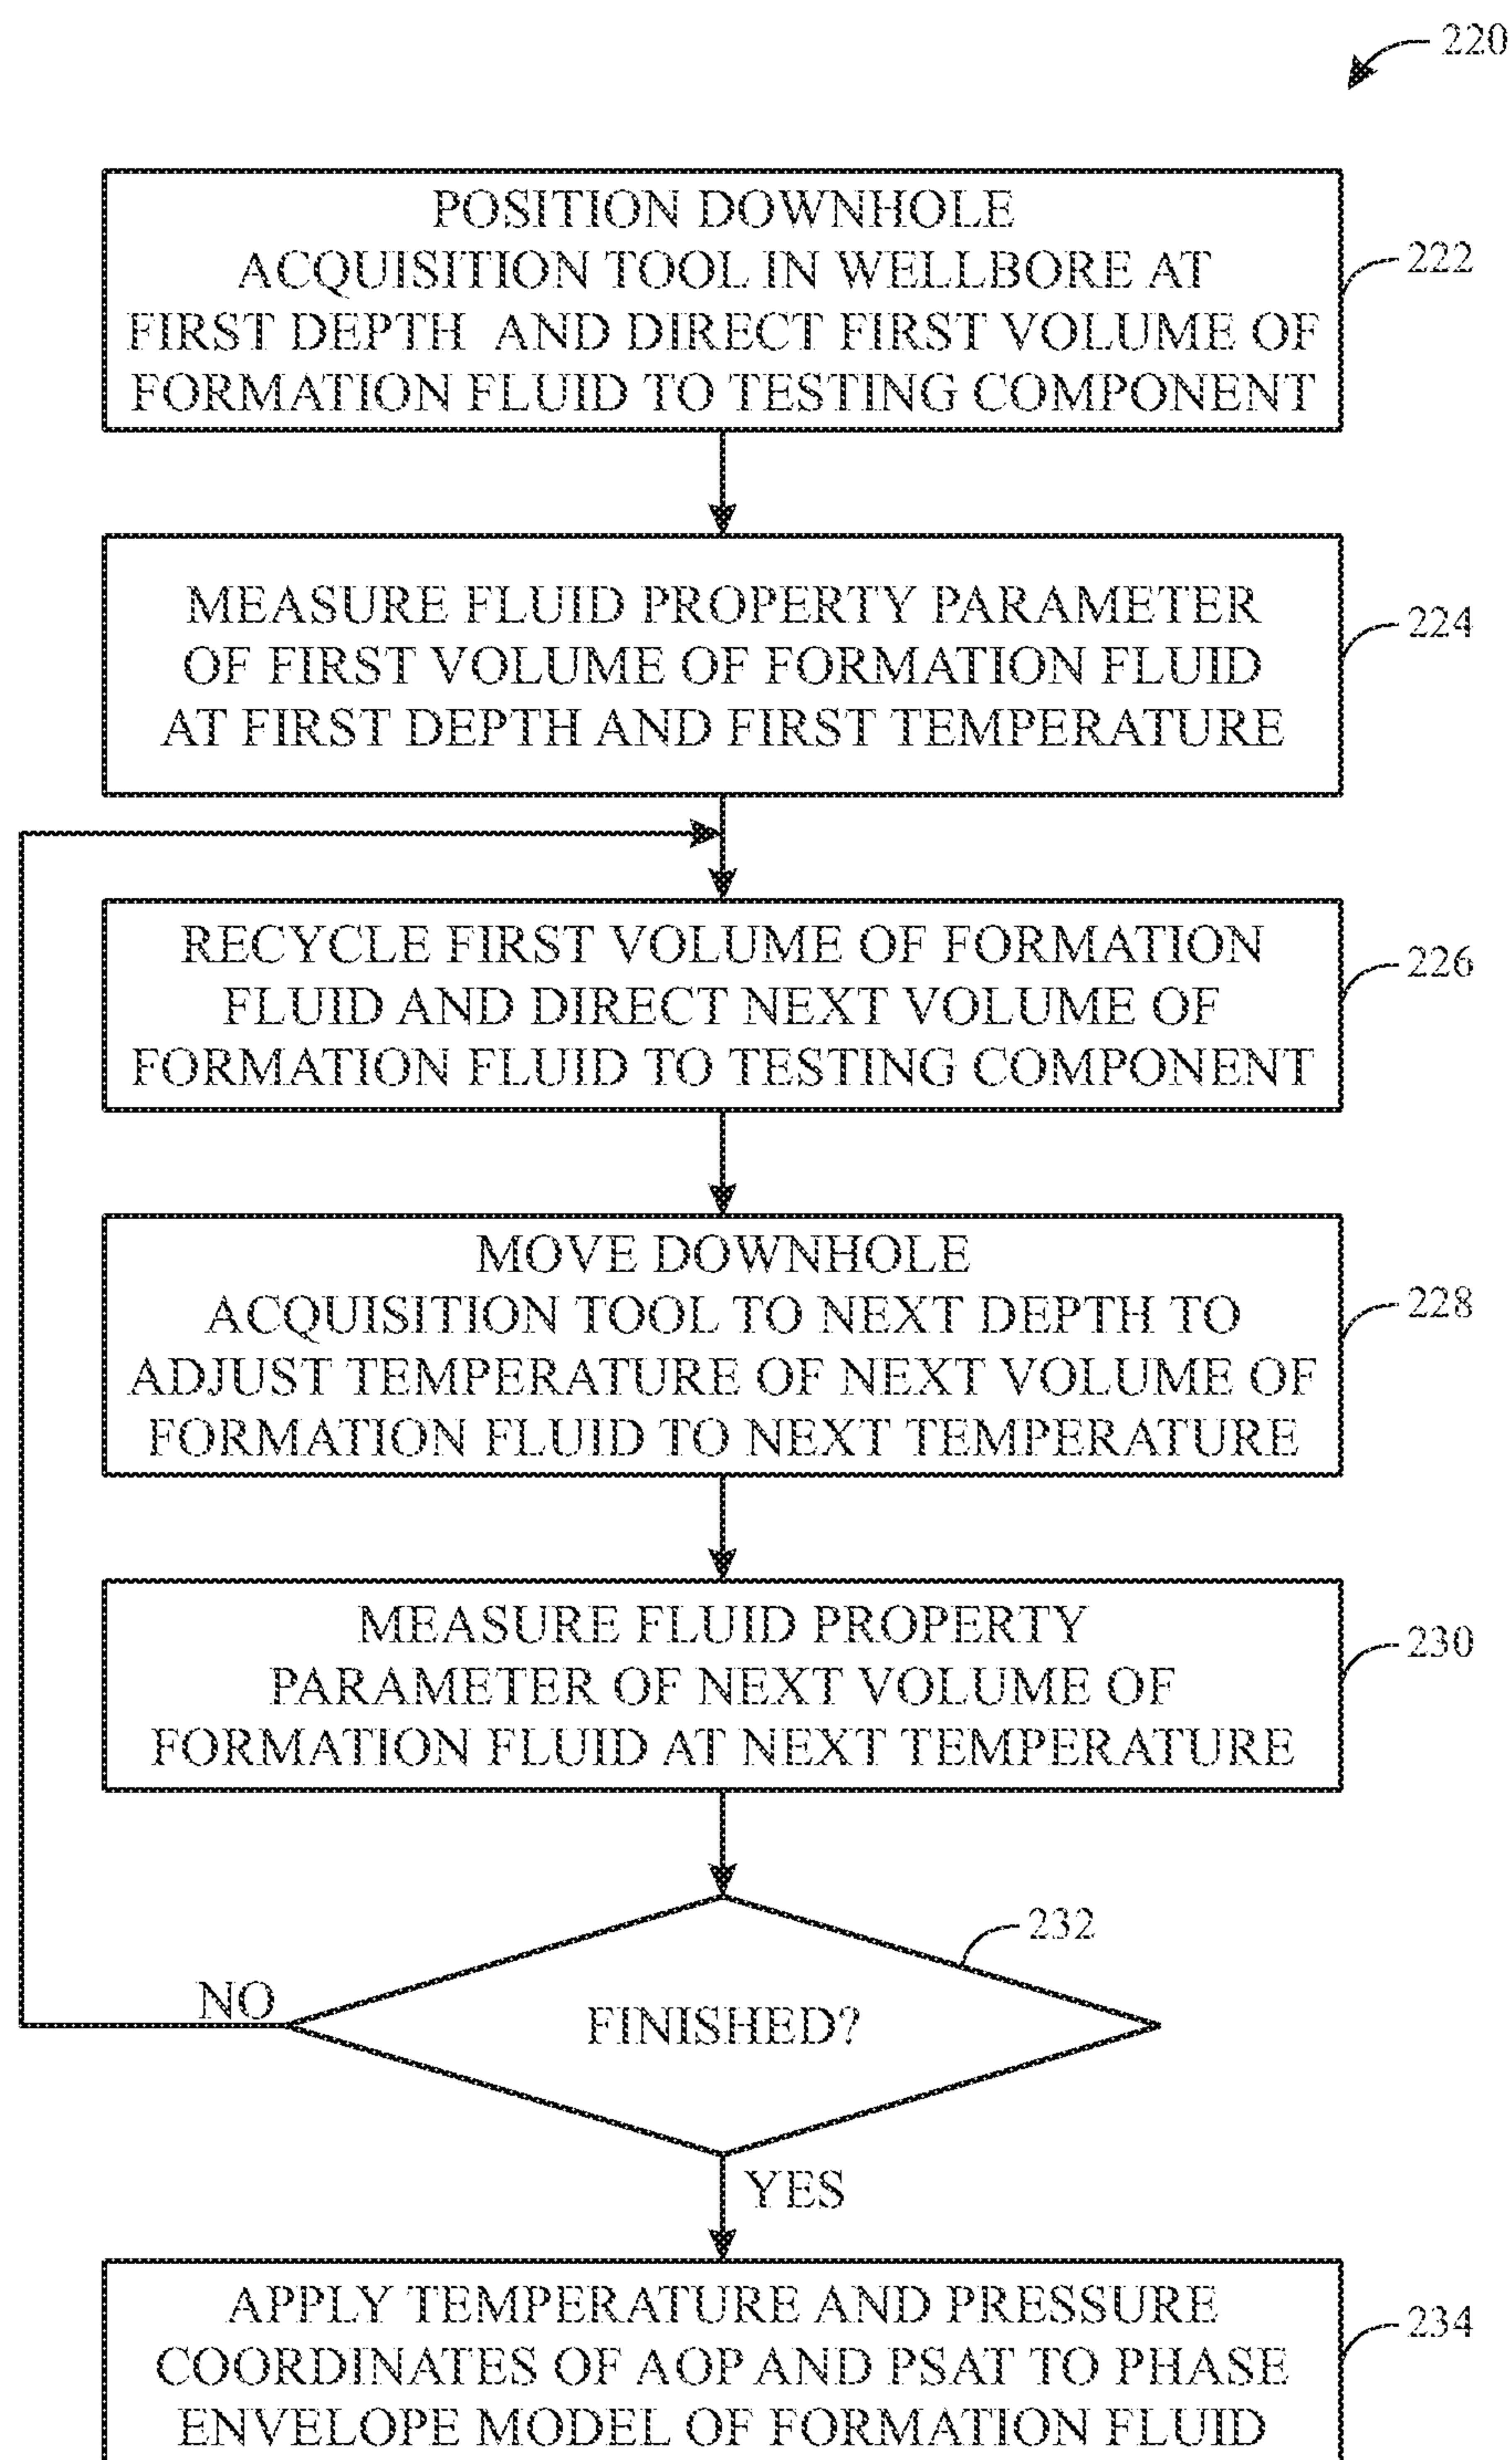 220
POSITION DOWNHOLE
ACQUISITION TOOL IN WELLBORE AT
FIRST DEPTH AND DIRECT FIRST VOLUME OF
FORMATION FLUID TO TESTING COMPONENT
222
MEASURE FLUID PROPERTY PARAMETER
OF FIRST VOLUME OF FORMATION FLUID
AT FIRST DEPTH AND FIRST TEMPERATURE
224
RECYCLE FIRST VOLUME OF FORMATION
FLUID AND DIRECT NEXT VOLUME OF
FORMATION FLUID TO TESTING COMPONENT
226
MOVE DOWNHOLE
ACQUISITION TOOL TO NEXT DEPTH TO
ADJUST TEMPERATURE OF NEXT VOLUME OF
FORMATION FLUID TO NEXT TEMPERATURE
228
MEASURE FLUID PROPERTY
PARAMETER OF NEXT VOLUME OF
FORMATION FLUID AT NEXT TEMPERATURE
230
232
NO
FINISHED?
YES
APPLY TEMPERATURE AND PRESSURE
COORDINATES OF AOP AND PSAT TO PHASE
ENVELOPE MODEL OF FORMATION FLUID
234